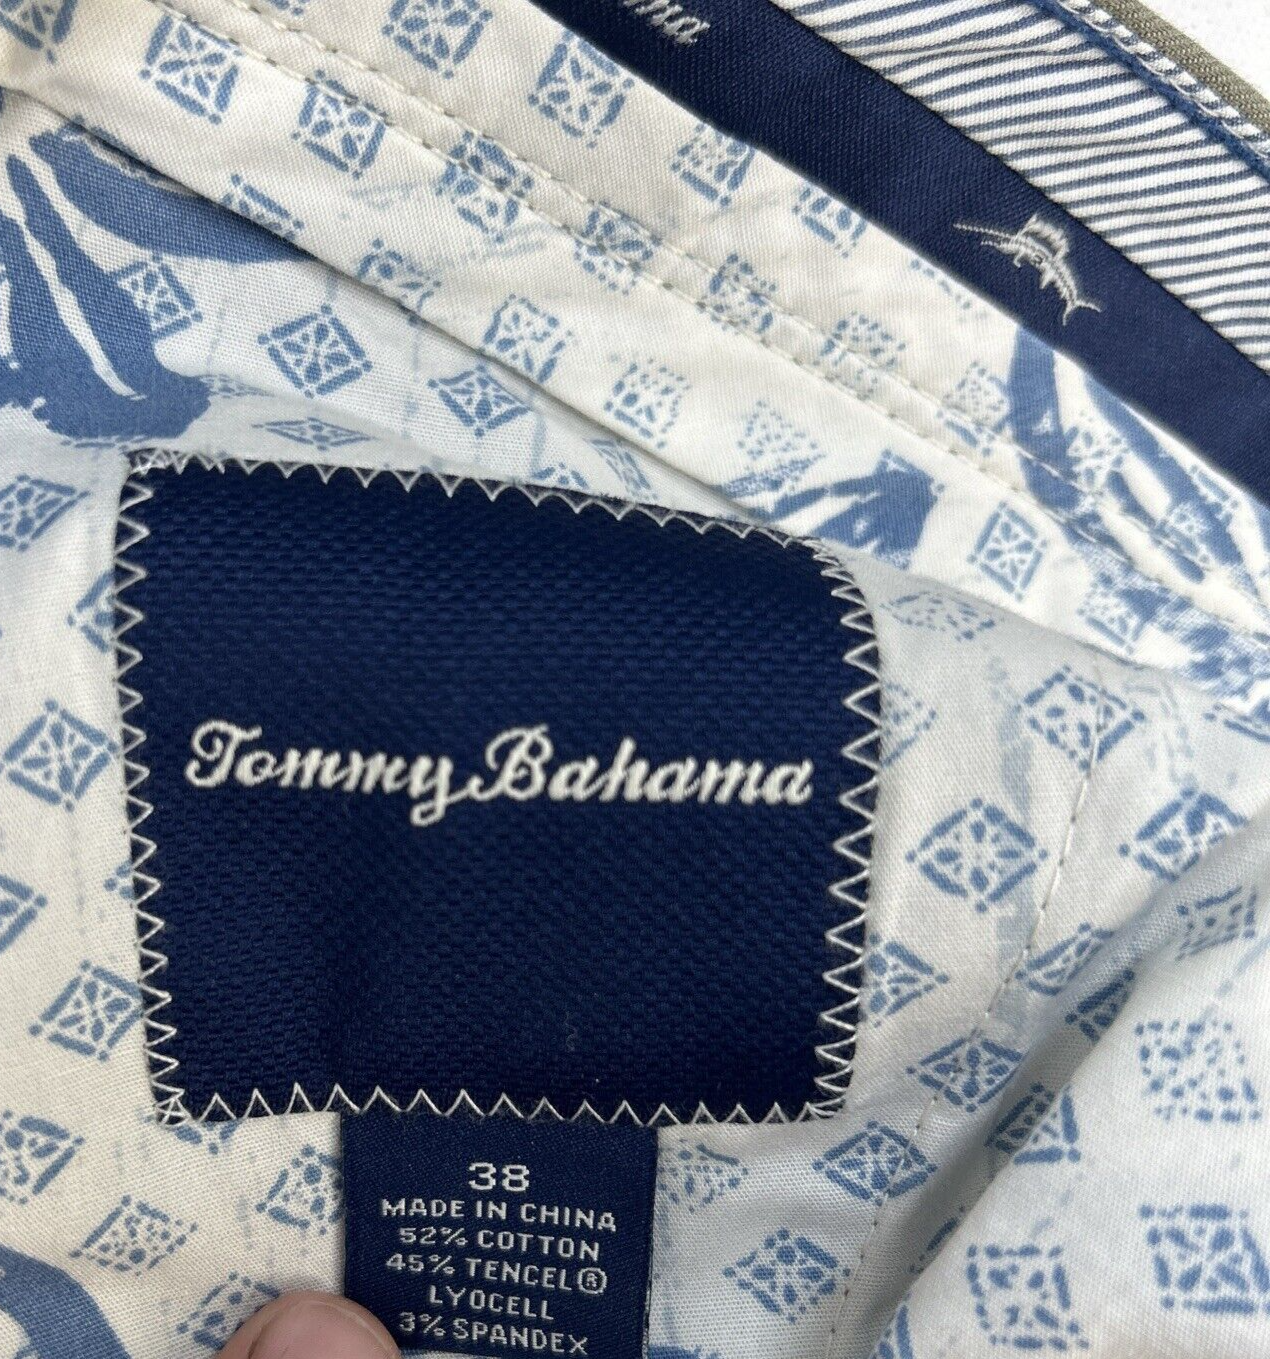 Tommy Bahama
38
MADE IN CHINA
52% COTTON
45% TENCEL®
LYOCELL
3% SPANDEX